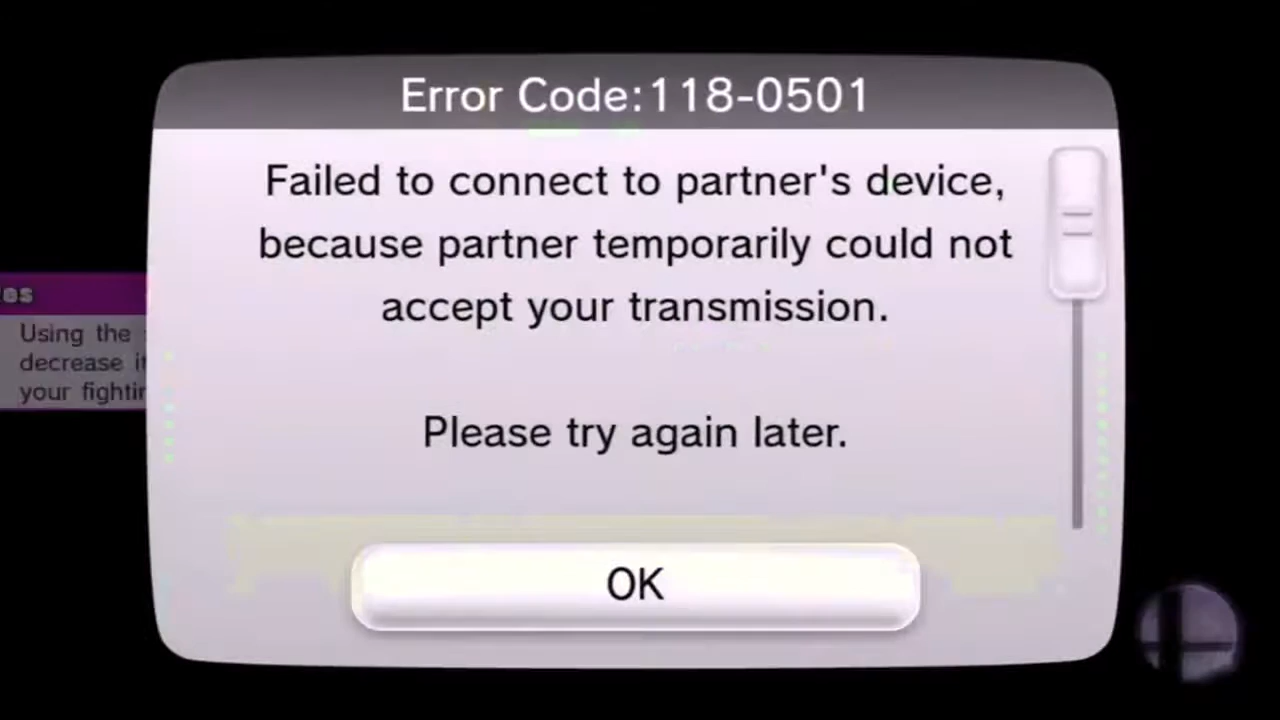 Error Code:118-0501
Failed to connect to partner's device,
because partner temporarily could not
accept your transmission.
Please try again later.
Using the
decrease
your
OK